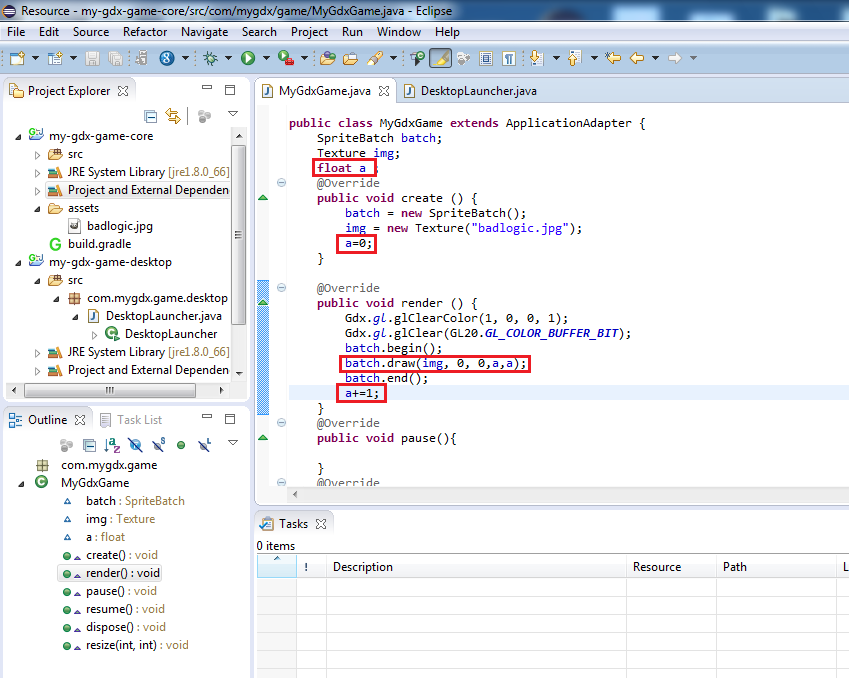 Resource - my-gdx-game-core/src/com/mygdx/game/MyGdxGame.java - Eclipse
File Edit Source Refactor Navigate Search Project Run Window Help
Project Explorer
my-gdx-game-core
src
JRE System Library [jre1.8.0_66]
Project and External Dependen
assets
badlogic.jpg
build.gradle
my-gdx-game-desktop
src
com.mygdx.game.desktop
DesktopLauncher.java
DesktopLauncher
JRE System Library [jre1.8.0_66]
Project and External Dependen
MyGdxGame.java DesktopLauncher.java
public class MyGdxGame extends ApplicationAdapter {
SpriteBatch batch;
Texture img;
float a ;
@Override
public void create () {
batch = new SpriteBatch();
img = new Texture("badlogic.jpg");
a=0;
}
@Override
public void render () {
Gdx.gl.glClearColor(1, 0, 0, 1);
Gdx.gl.glClear(GL20.GL_COLOR_BUFFER_BIT);
batch.begin();
batch.draw(img, 0, 0,a,a);
batch.end();
a+=1;
}
@Override
public void pause(){
}
@Override
Outline Task List
com.mygdx.game
MyGdxGame
batch : SpriteBatch
img : Texture
a : float
create() : void
render() : void
pause() : void
resume() : void
dispose() : void
resize(int, int) : void
Tasks
0 items
! Description Resource Path L